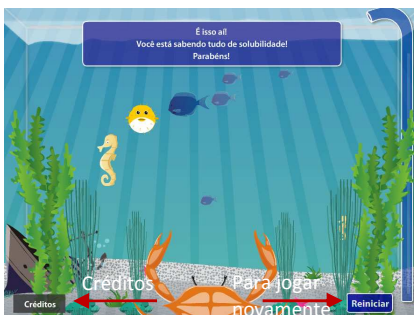 É isso aí!
Você está sabendo tudo de solubilidade!
Parabéns!
Créditos
Para jogar
novamente
Créditos
Reiniciar